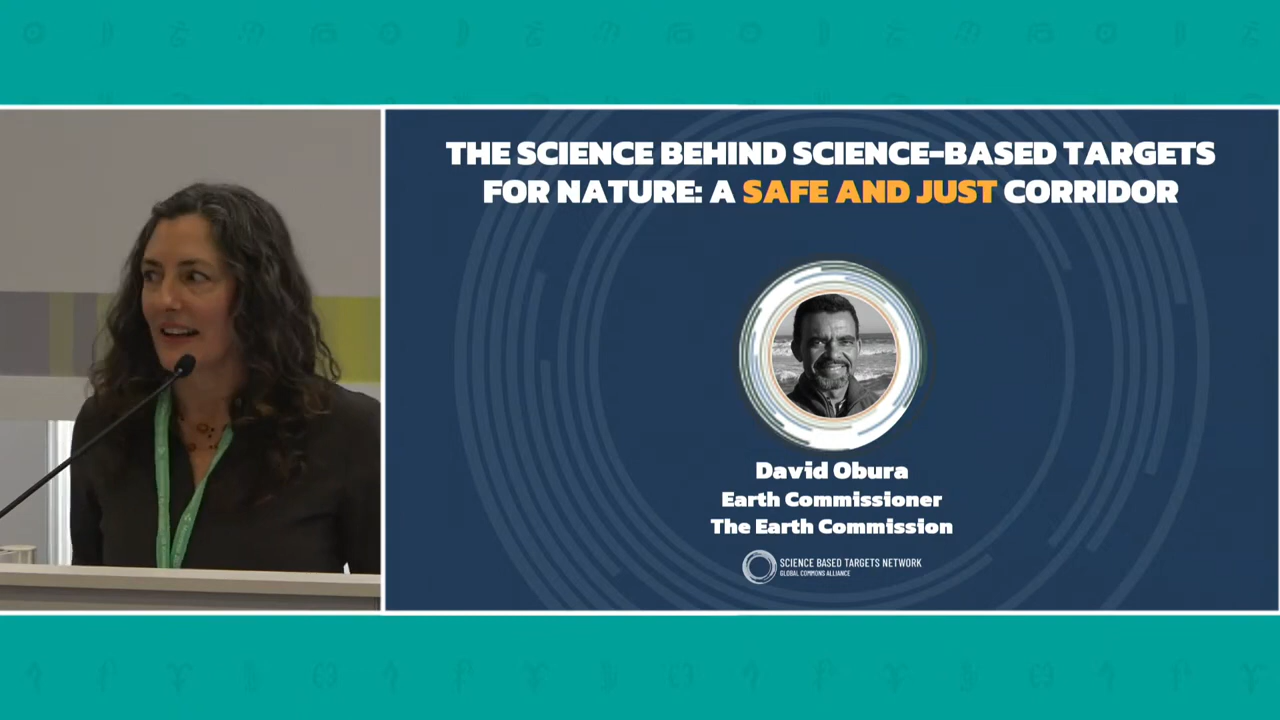 THE SCIENCE BEHIND SCIENCE-BASED TARGETS
FOR NATURE: A SAFE AND JUST CORRIDOR
David Obura
Earth Commissioner
The Earth Commission
SCIENCE BASED TARGETS NETWORK
GLOBAL COMMONS ALLIANCE